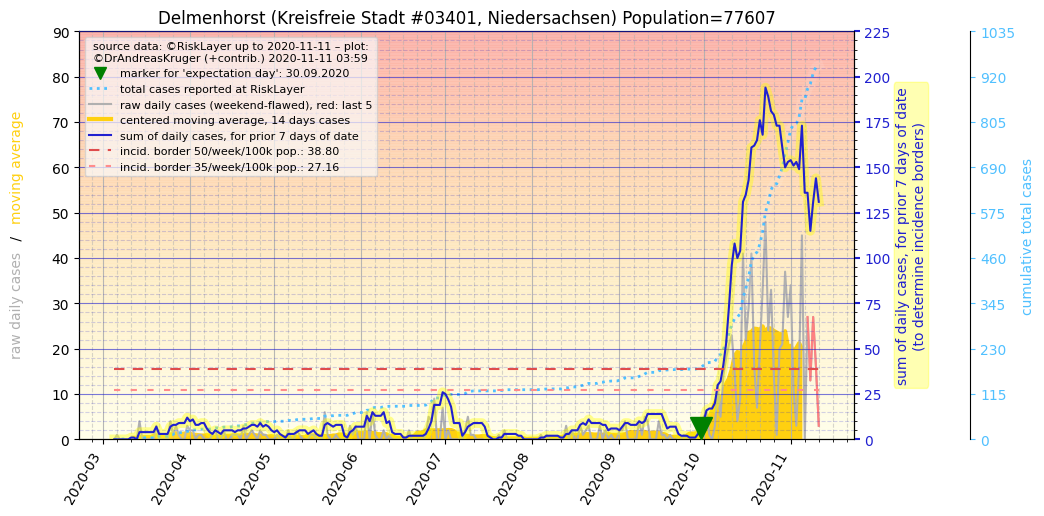 Delmenhorst (Kreisfreie Stadt #03401, Niedersachsen) Population=77607
source data: ©RiskLayer up to 2020-11-11 – plot:
©DrAndreasKruger (+contrib.) 2020-11-11 03:59
marker for 'expectation day': 30.09.2020
total cases reported at RiskLayer
raw daily cases (weekend-flawed), red: last 5
centered moving average, 14 days cases
sum of daily cases, for prior 7 days of date
incid. border 50/week/100k pop.: 38.80
incid. border 35/week/100k pop.: 27.16
raw daily cases / moving average
90
80
70
60
50
40
30
20
10
0
2020-03
2020-04
2020-05
2020-06
2020-07
2020-08
2020-09
2020-10
2020-11
225
200
175
150
125
100
75
50
25
0
sum of daily cases, for prior 7 days of date
(to determine incidence borders)
1035
920
805
690
575
460
345
230
115
0
cumulative total cases